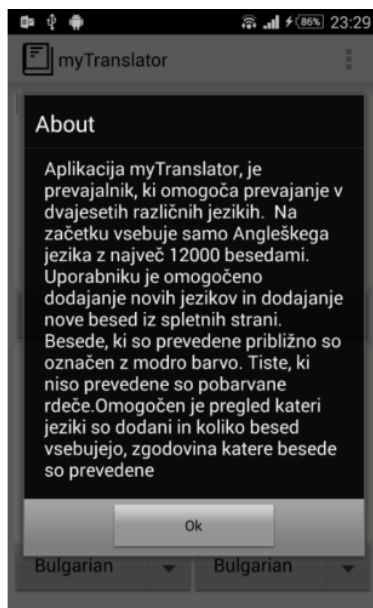 86% 23:29
myTranslator
About
Aplikacija myTranslator, je
prevajalnik, ki omogoča prevajanje v
dvajesetih različnih jezikih. Na
začetku vsebuje samo Angleškega
jezika z največ 12000 besedami.
Uporabniku je omogočeno
dodajanje novih jezikov in dodajanje
nove besed iz spletnih strani.
Besede, ki so prevedene približno so
označen z modro barvo. Tiste, ki
niso prevedene so pobarvane
rdeče.Omogočen je pregled kateri
jeziki so dodani in koliko besed
vsebujejo, zgodovina katere besede
so prevedene
Ok
Bulgarian Bulgarian